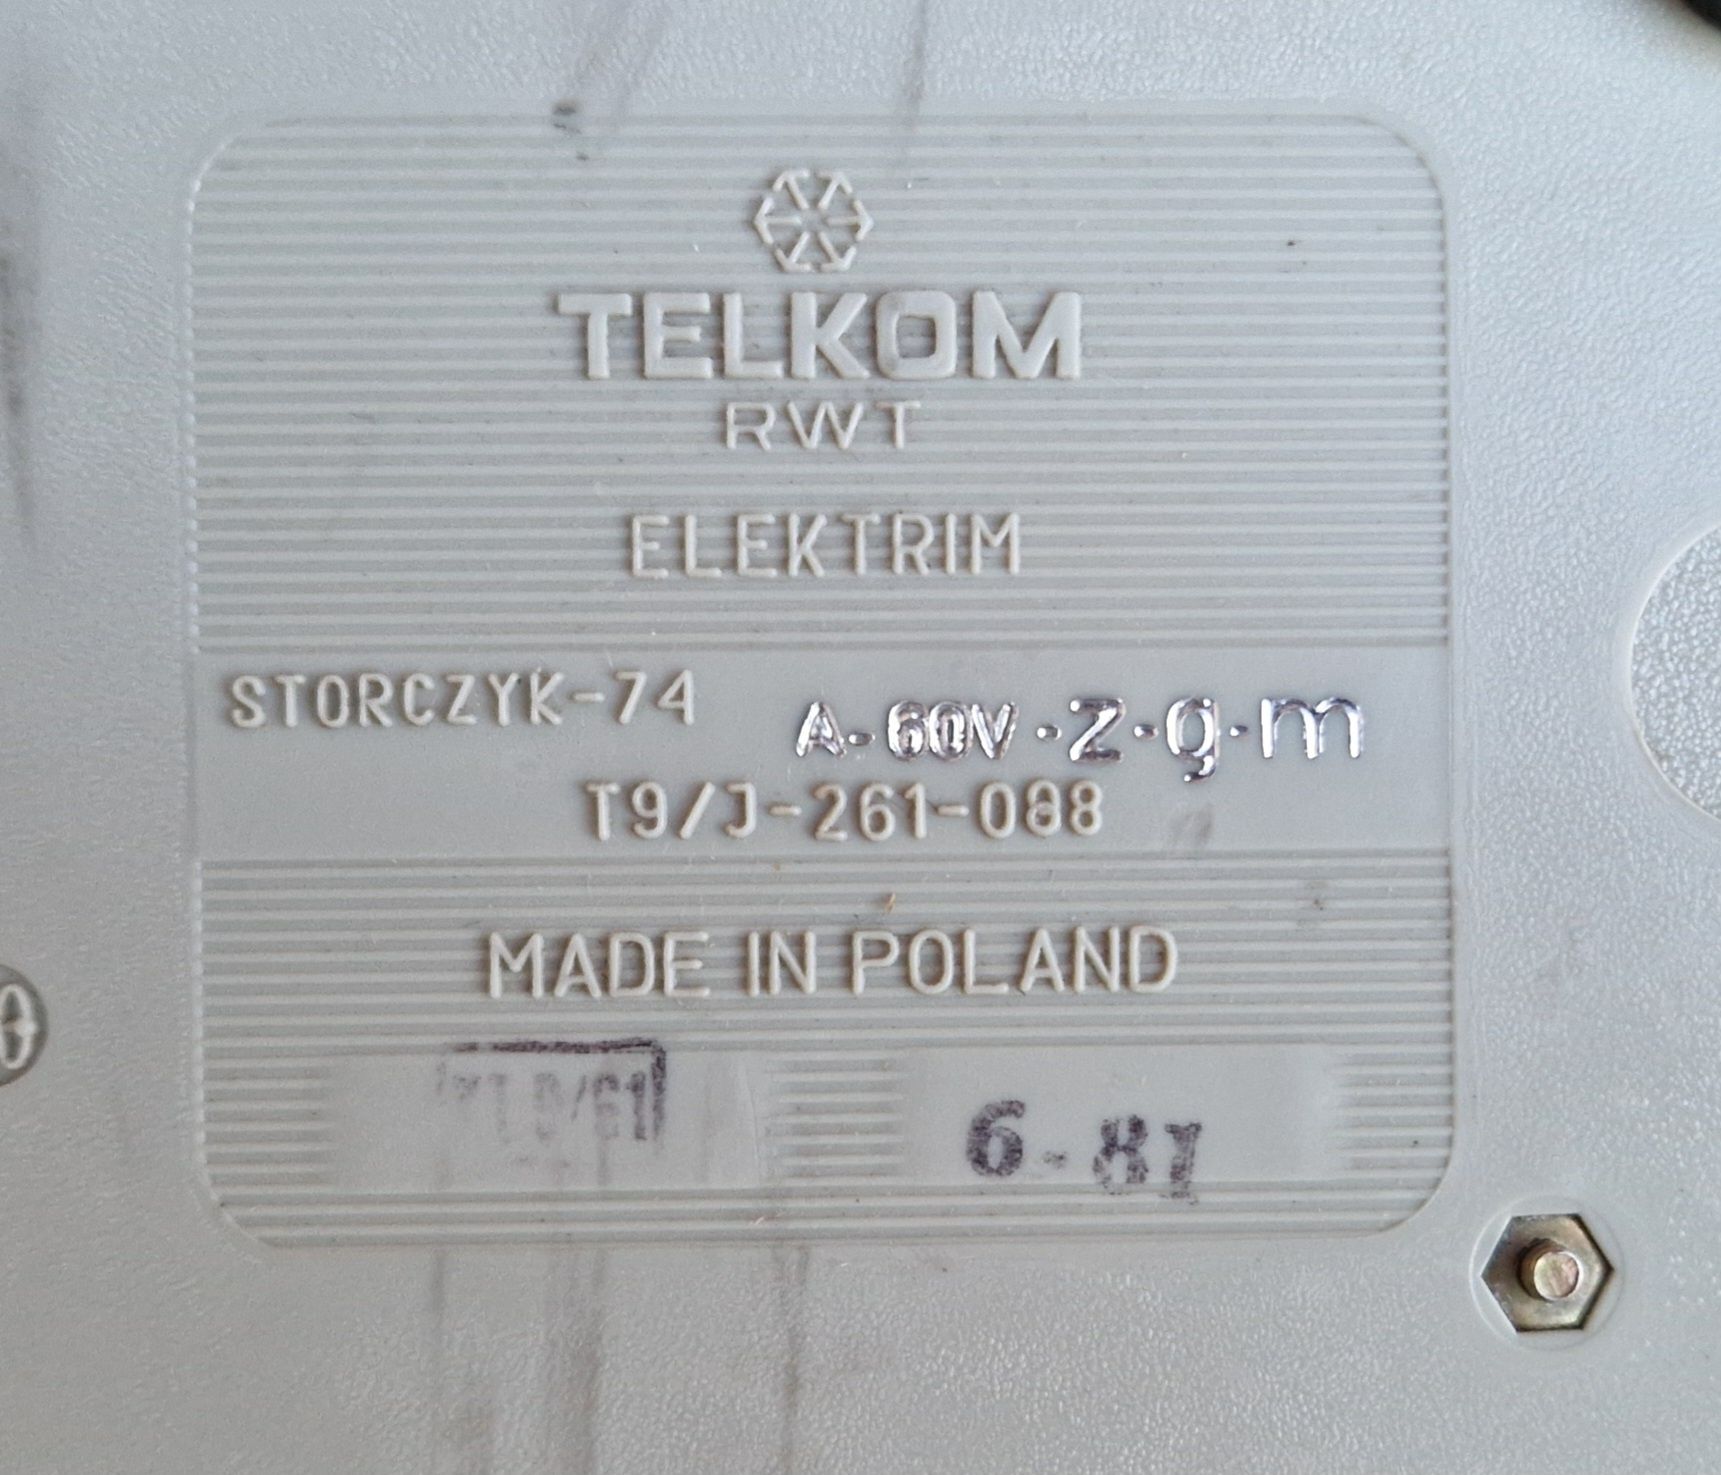 TELKOM
RWT
ELEKTRIM
STORCZYK-74 A-60V·z·g·m
T9/J-261-088
MADE IN POLAND
6-81